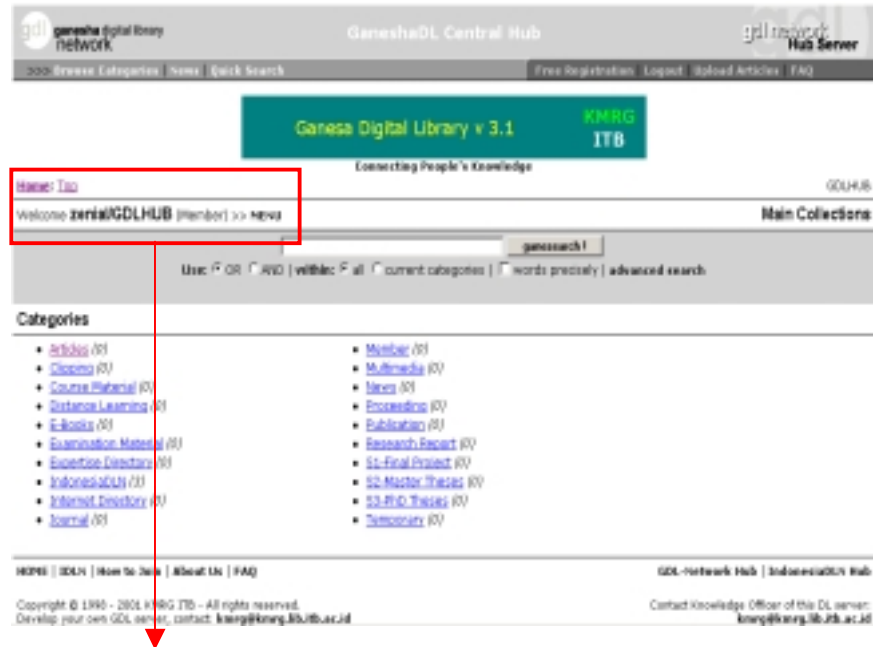 gdl ganesha digital library network
GaneshaDL Central Hub
gdl network Hub Server
>>> Browse Categories | News | Quick Search
Free Registration | Logout | Upload Articles | FAQ
Ganesa Digital Library v 3.1
KMRG
ITB
Connecting People's Knowledge
Home: Top
GDLHUB
Welcome zenial/GDLHUB (Member) >> MENU
Main Collections
ganesearch!
Use: OR AND | within: all current categories | words precisely | advanced search
Categories
Articles (0)
Clipping (0)
Course Material (0)
Distance Learning (0)
E-Books (0)
Examination Material (0)
Expertise Directory (0)
IndonesiaDLN (3)
Internet Directory (0)
Journal (0)
Member (0)
Multimedia (0)
News (0)
Proceeding (0)
Publication (0)
Research Report (0)
S1-Final Project (0)
S2-Master Theses (0)
S3-PhD Theses (0)
Temporary (0)
HOME | IDLN | How to Join | About Us | FAQ
GDL-Network Hub | IndonesiaDLN Hub
Copyright © 1998 - 2001 KMRG ITB - All rights reserved.
Develop your own GDL server, contact: kmrg@kmrg.lib.itb.ac.id
Contact Knowledge Officer of this DL server:
kmrg@kmrg.lib.itb.ac.id